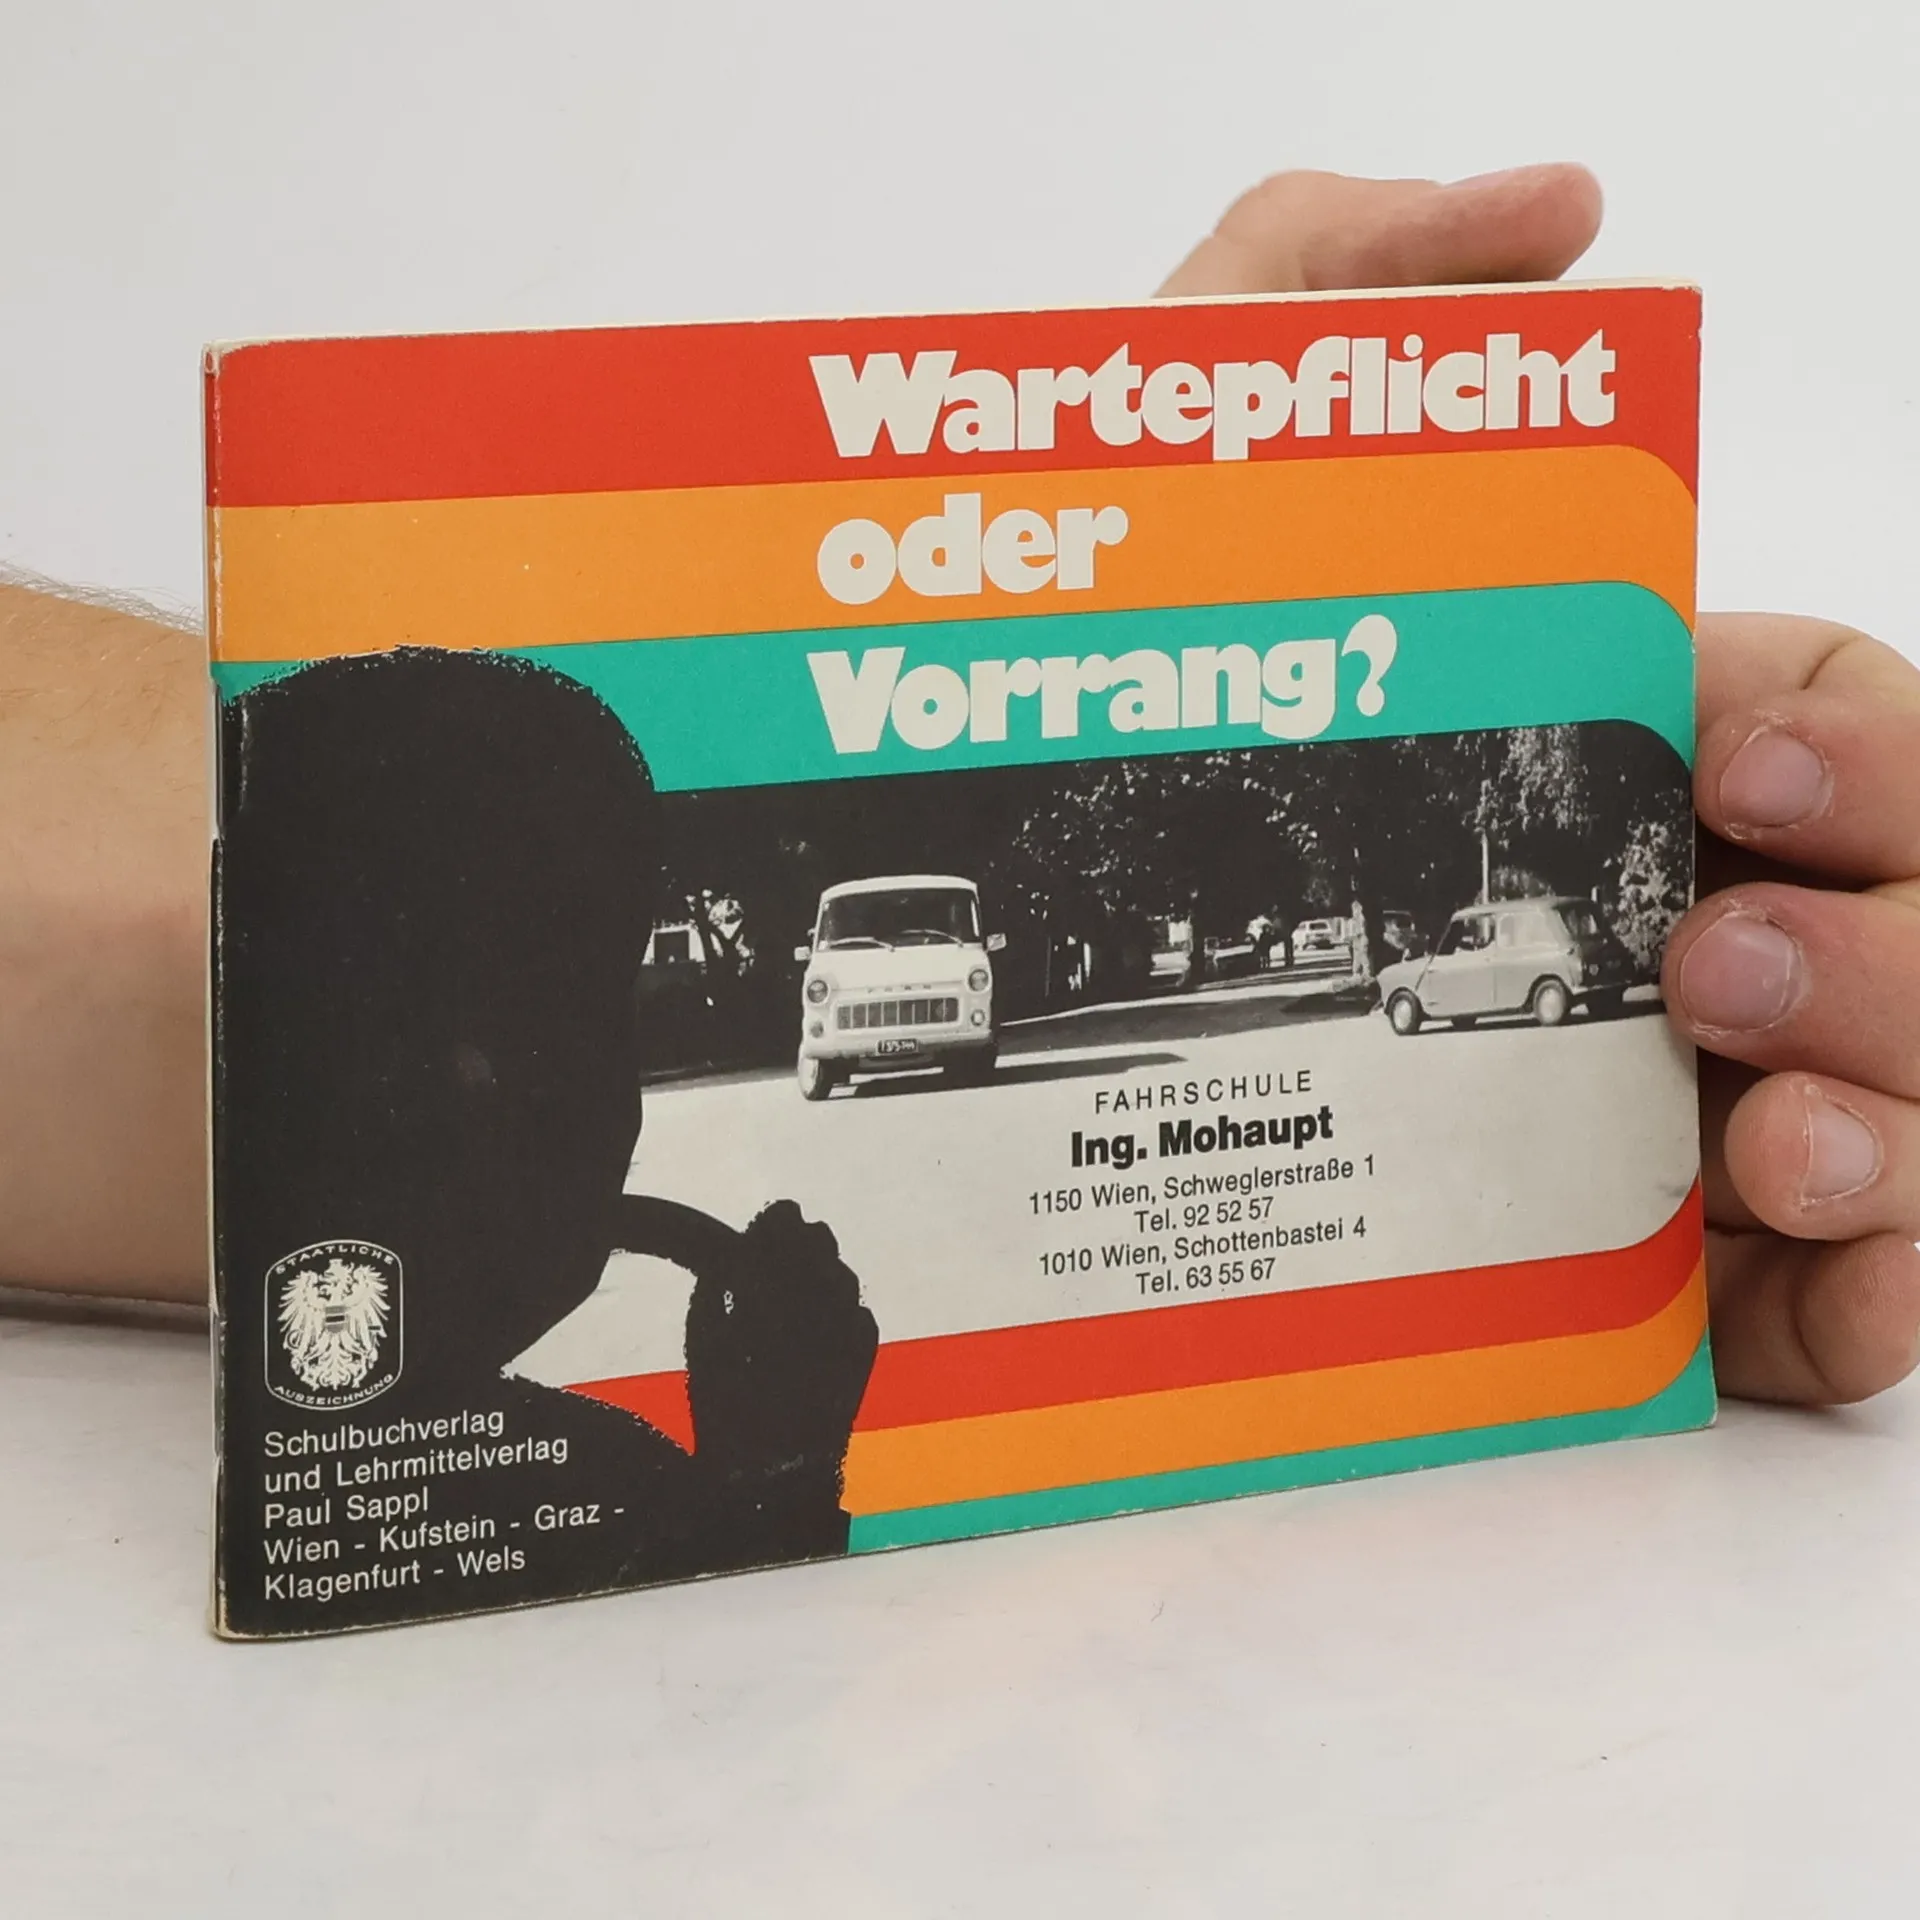 Wartepflicht
oder
Vorrang?
FORD
FAHRSCHULE
Ing. Mohaupt
1150 Wien, Schweglerstraße 1
Tel. 92 52 57
1010 Wien, Schottenbastei 4
Tel. 63 55 67
STAATLICHE
AUSZEICHNUNG
Schulbuchverlag
und Lehrmittelverlag
Paul Sappl
Wien - Kufstein - Graz -
Klagenfurt - Wels